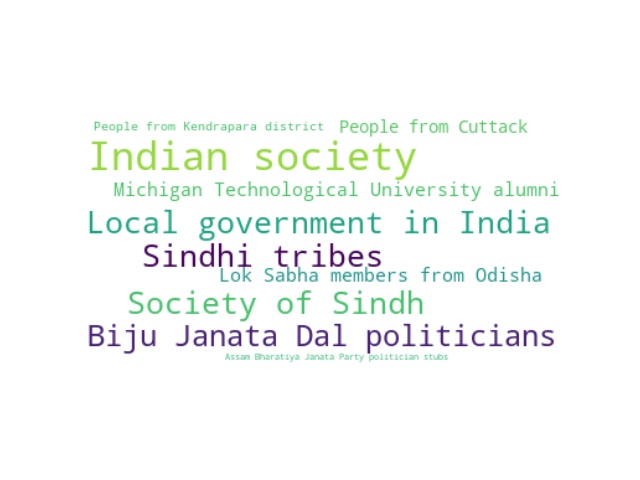 People from Kendrapara district
People from Cuttack
Indian society
Michigan Technological University alumni
Local government in India
Sindhi tribes
Lok Sabha members from Odisha
Society of Sindh
Biju Janata Dal politicians
Assam Bharatiya Janata Party politician stubs